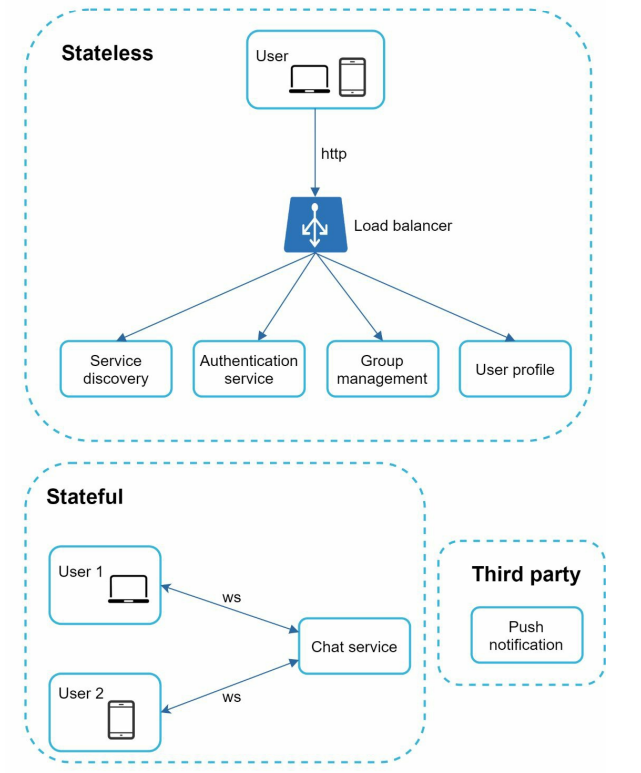 Stateless
User
http
Load balancer
Service
discovery
Authentication
service
Group
management
User profile
Stateful
User 1
ws
Chat service
User 2
ws
Third party
Push
notification